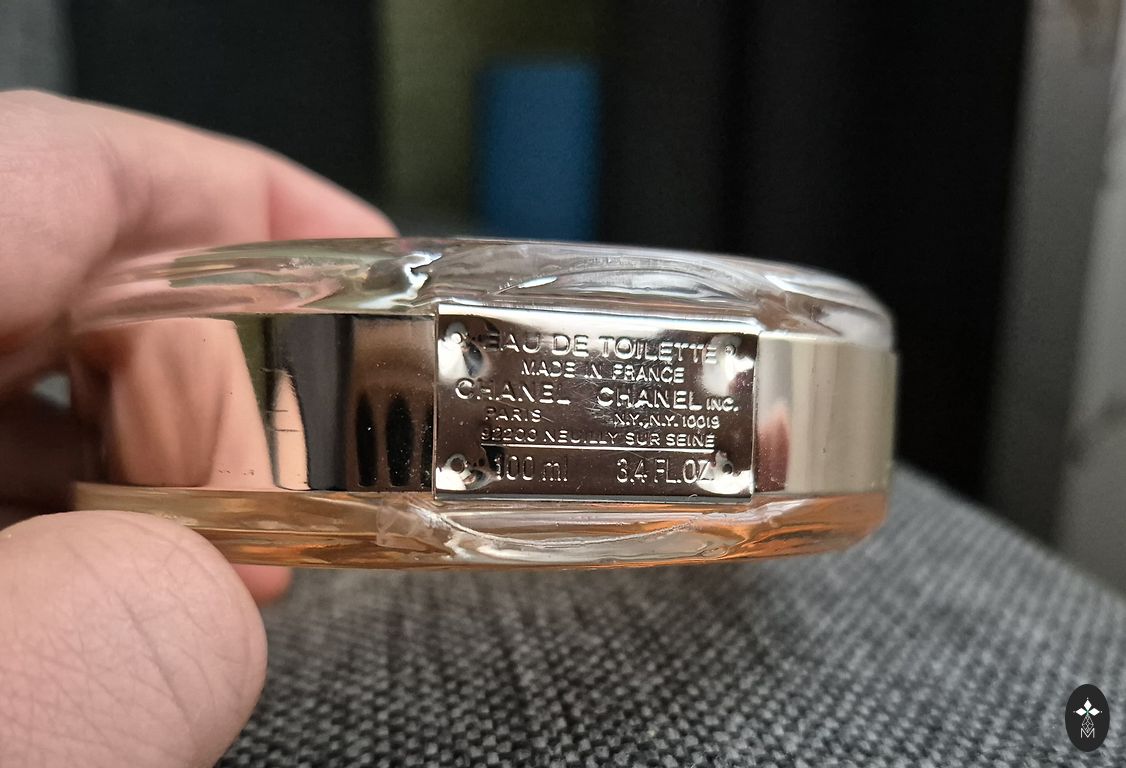 EAU DE TOILETTE
MADE IN FRANCE
CHANEL CHANEL INC.
PARIS N.Y., N.Y. 10019
92200 NEUILLY SUR SEINE
100 ml 3.4 FL.OZ.
M